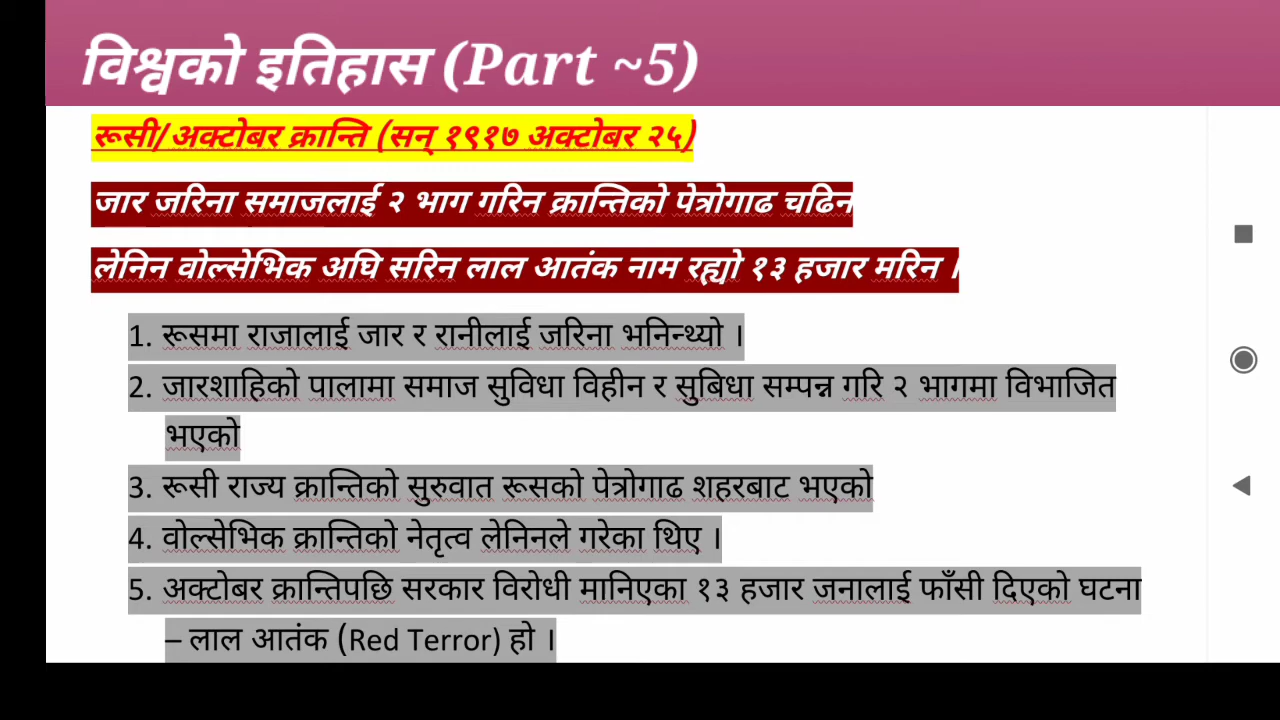 विश्वको इतिहास (Part ~5)
रूसी/अक्टोबर क्रान्ति (सन् १९१७ अक्टोबर २५)
जार जरिना समाजलाई २ भाग गरिन क्रान्तिको पेत्रोगाढ चढिन
लेनिन वोल्सेभिक अघि सरिन लाल आतंक नाम रह्यो १३ हजार मरिन ।
1. रूसमा राजालाई जार र रानीलाई जरिना भनिन्थ्यो ।
2. जारशाहिको पालामा समाज सुविधा विहीन र सुबिधा सम्पन्न गरि २ भागमा विभाजित
भएको
3. रूसी राज्य क्रान्तिको सुरुवात रूसको पेत्रोगाढ शहरबाट भएको
4. वोल्सेभिक क्रान्तिको नेतृत्व लेनिनले गरेका थिए ।
5. अक्टोबर क्रान्तिपछि सरकार विरोधी मानिएका १३ हजार जनालाई फाँसी दिएको घटना
– लाल आतंक (Red Terror) हो ।